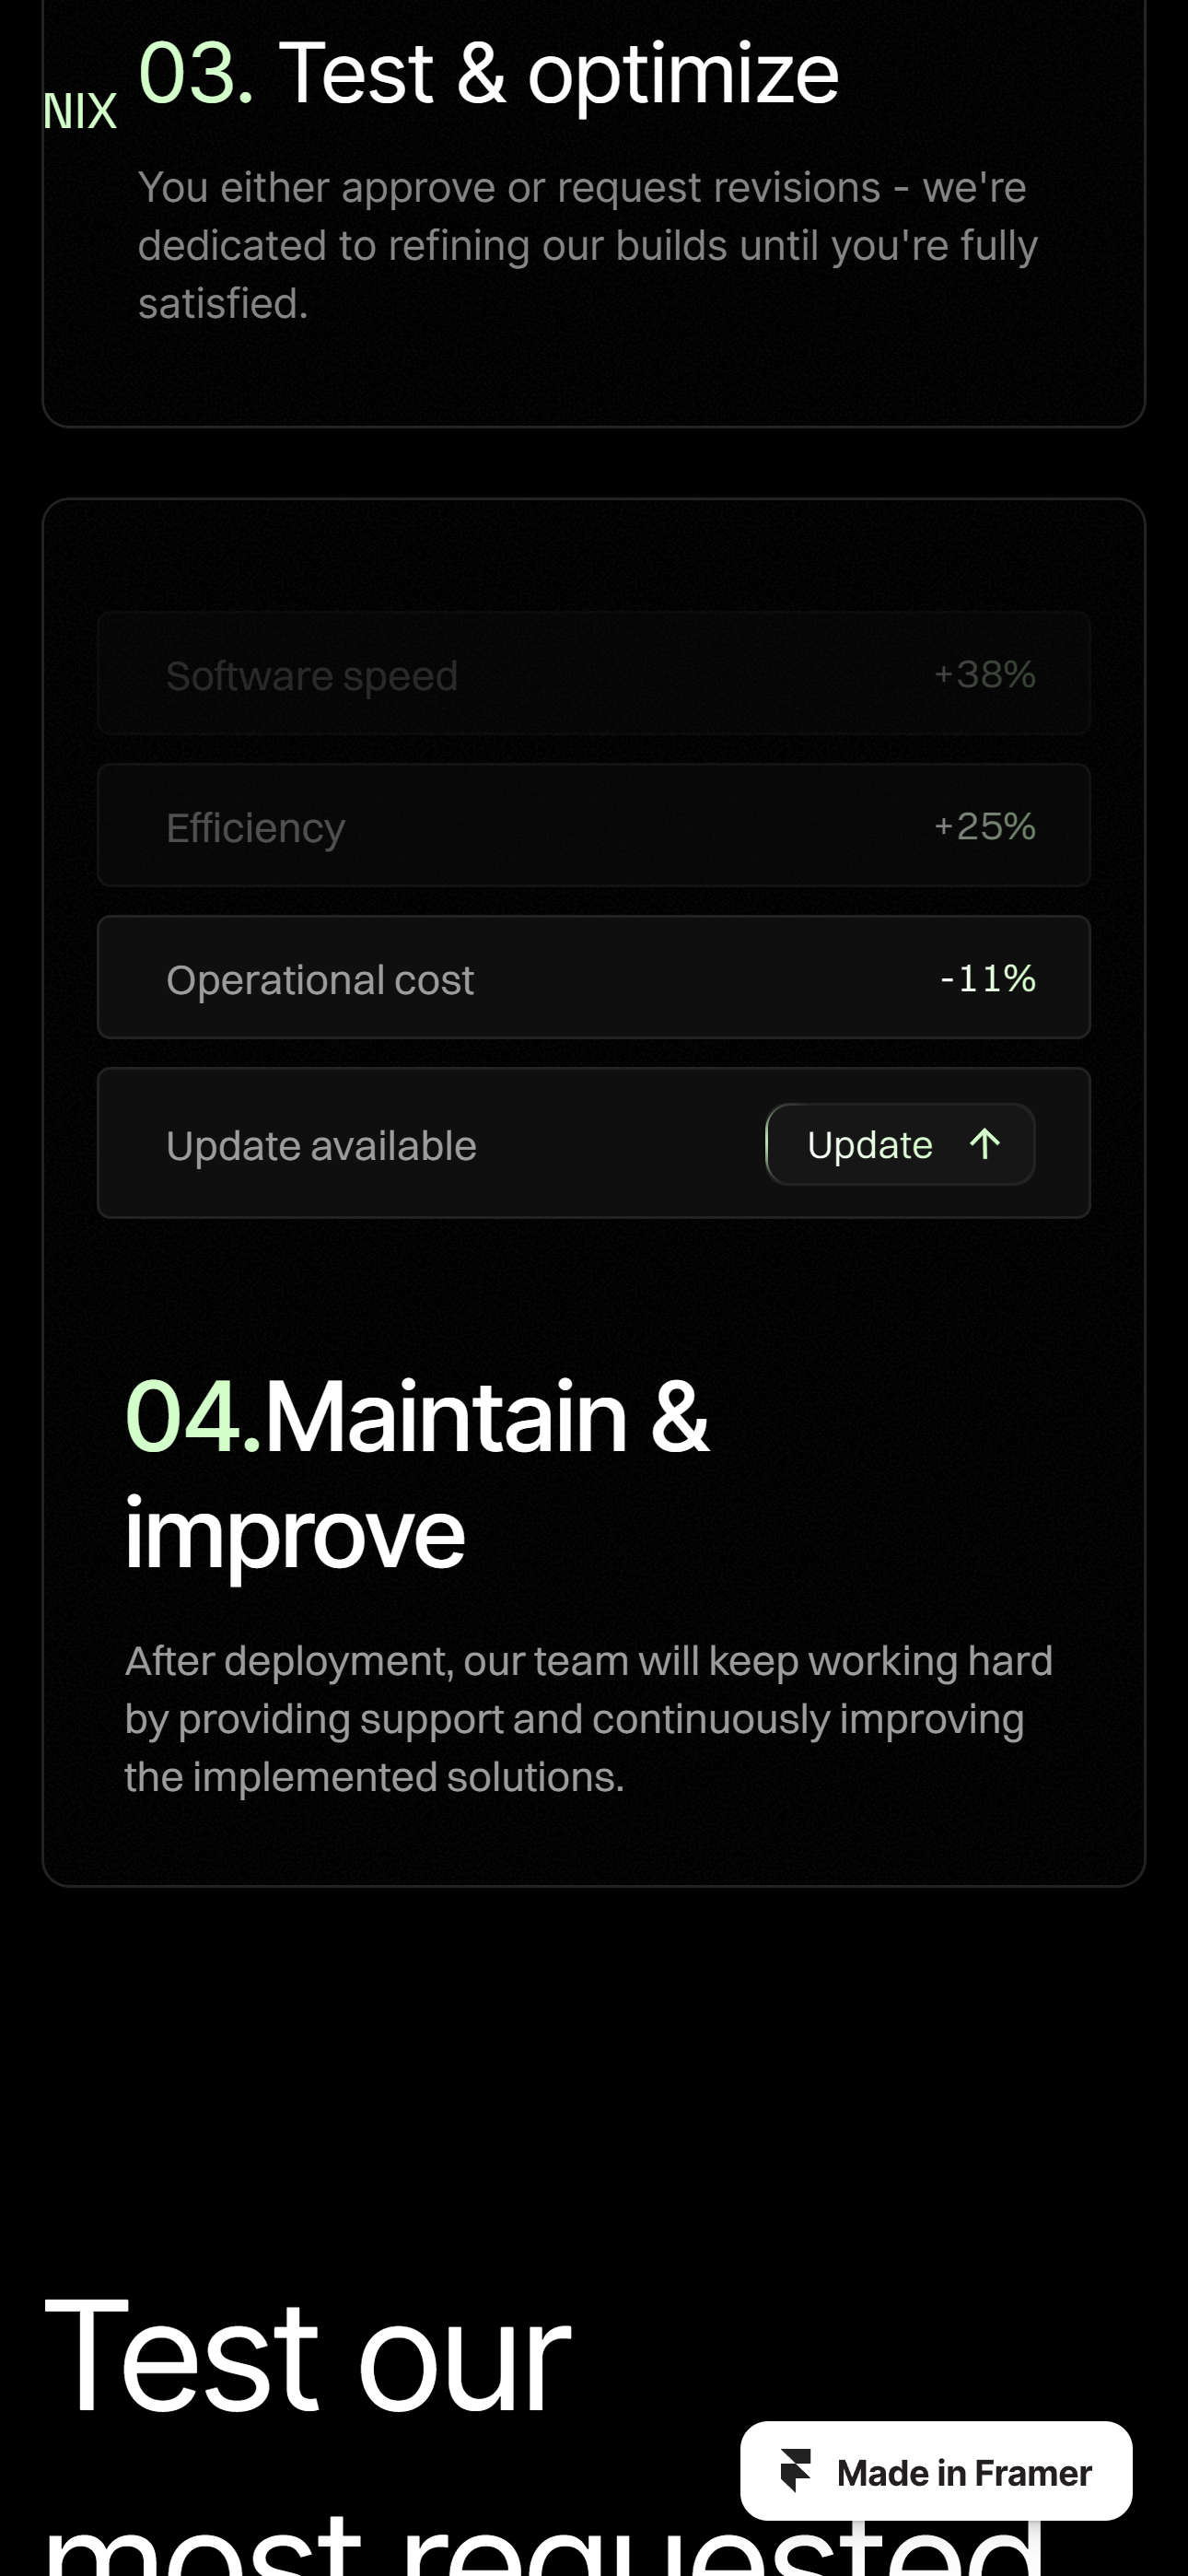 03. Test & optimize
NIX
You either approve or request revisions - we're
dedicated to refining our builds until you're fully
satisfied.
Software speed +38%
Efficiency +25%
Operational cost -11%
Update available Update ↑
04.Maintain &
improve
After deployment, our team will keep working hard
by providing support and continuously improving
the implemented solutions.
Test our
Made in Framer
most requested